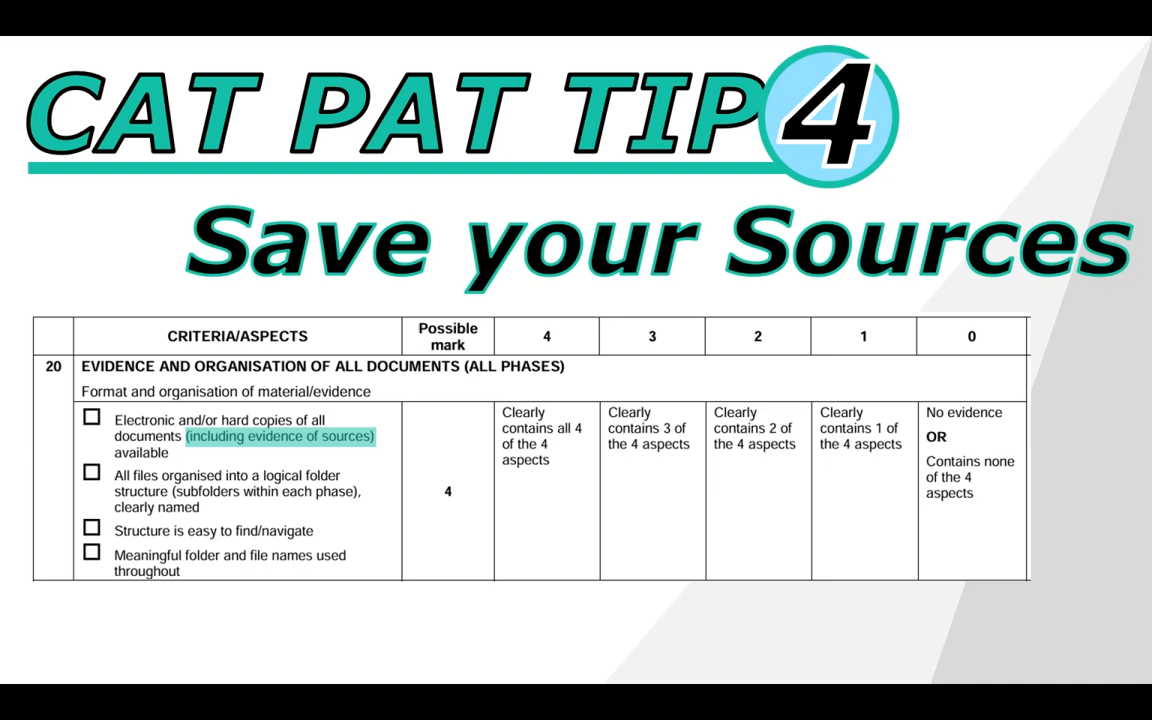 CAT PAT TIP 4
Save your Sources
CRITERIA/ASPECTS
Possible
mark
4
3
2
1
0
20
EVIDENCE AND ORGANISATION OF ALL DOCUMENTS (ALL PHASES)
Format and organisation of material/evidence
Electronic and/or hard copies of all
documents (including evidence of sources)
available
All files organised into a logical folder
structure (subfolders within each phase),
clearly named
Structure is easy to find/navigate
Meaningful folder and file names used
throughout
4
Clearly
contains all 4
of the 4
aspects
Clearly
contains 3 of
the 4 aspects
Clearly
contains 2 of
the 4 aspects
Clearly
contains 1 of
the 4 aspects
No evidence
OR
Contains none
of the 4
aspects